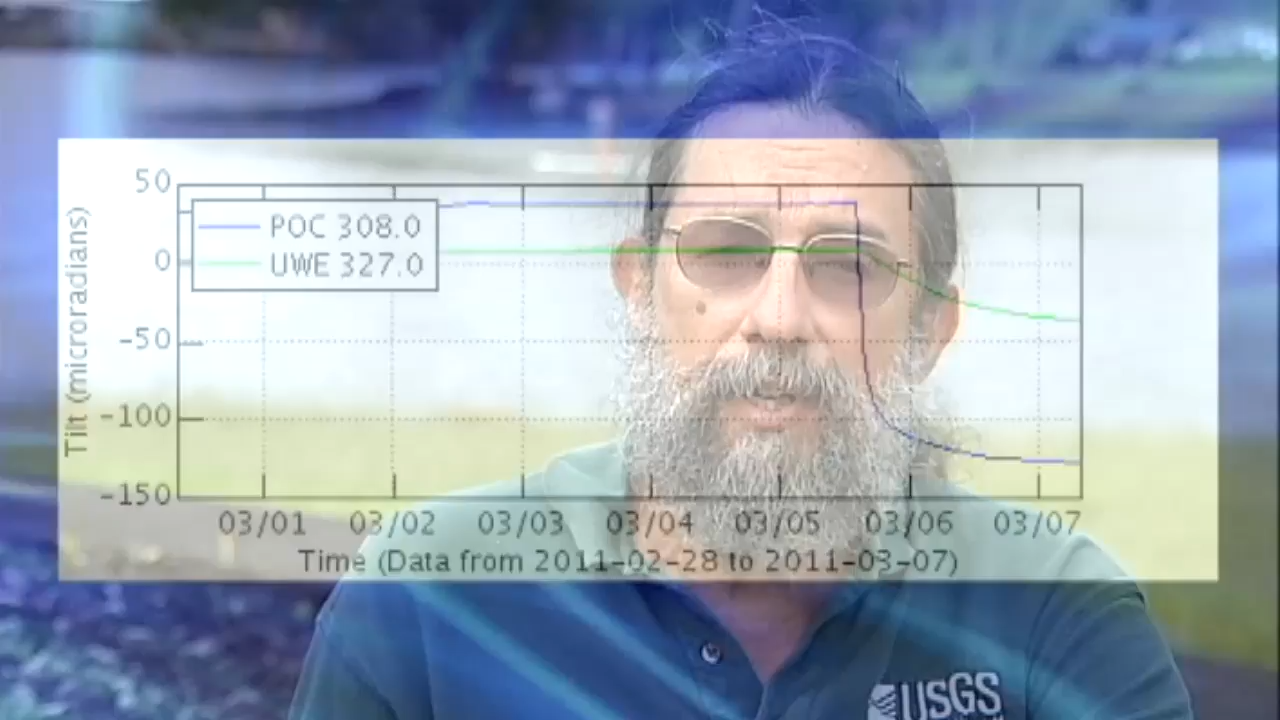 50
POC 308.0
UWE 327.0
0
-50
-100
-150
Tilt (microradians)
03/01 03/02 03/03 03/04 03/05 03/06 03/07
Time (Data from 2011-02-28 to 2011-03-07)
USGS